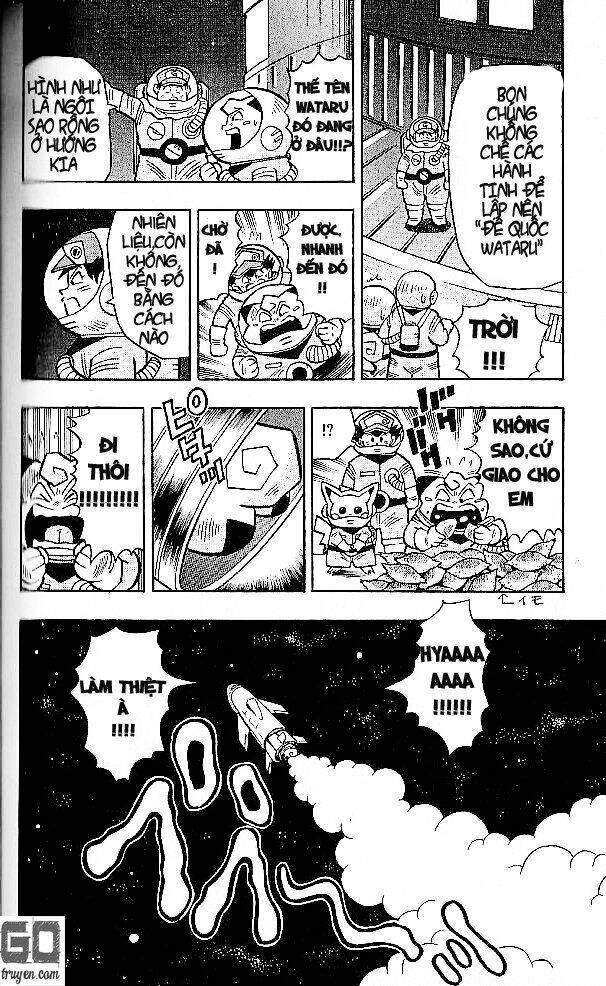 BỌN
CHÚNG
KHỐNG
CHẾ CÁC
HÀNH
TINH ĐỂ
LẬP NÊN
"ĐẾ QUỐC
WATARU"
TRỜI
!!!
THẾ TÊN
WATARU
ĐÓ ĐANG
Ở ĐÂU!!?
HÌNH NHƯ
LÀ NGÔI
SAO RỒNG
Ở HƯỚNG
KIA
ĐƯỢC,
NHANH
ĐẾN ĐÓ
!!
CHỜ
ĐÃ
!
NHIÊN
LIỆU,CÒN
KHÔNG,
ĐẾN ĐÓ
BẰNG
CÁCH
NÀO
KHÔNG
SAO,CỨ
GIAO CHO
EM
!?
ĐI
THÔI
!!!!!!!!!
HYAAAA
AAAA
!!!!!!
LÀM THIỆT
À
!!!!
GO
truyen.com